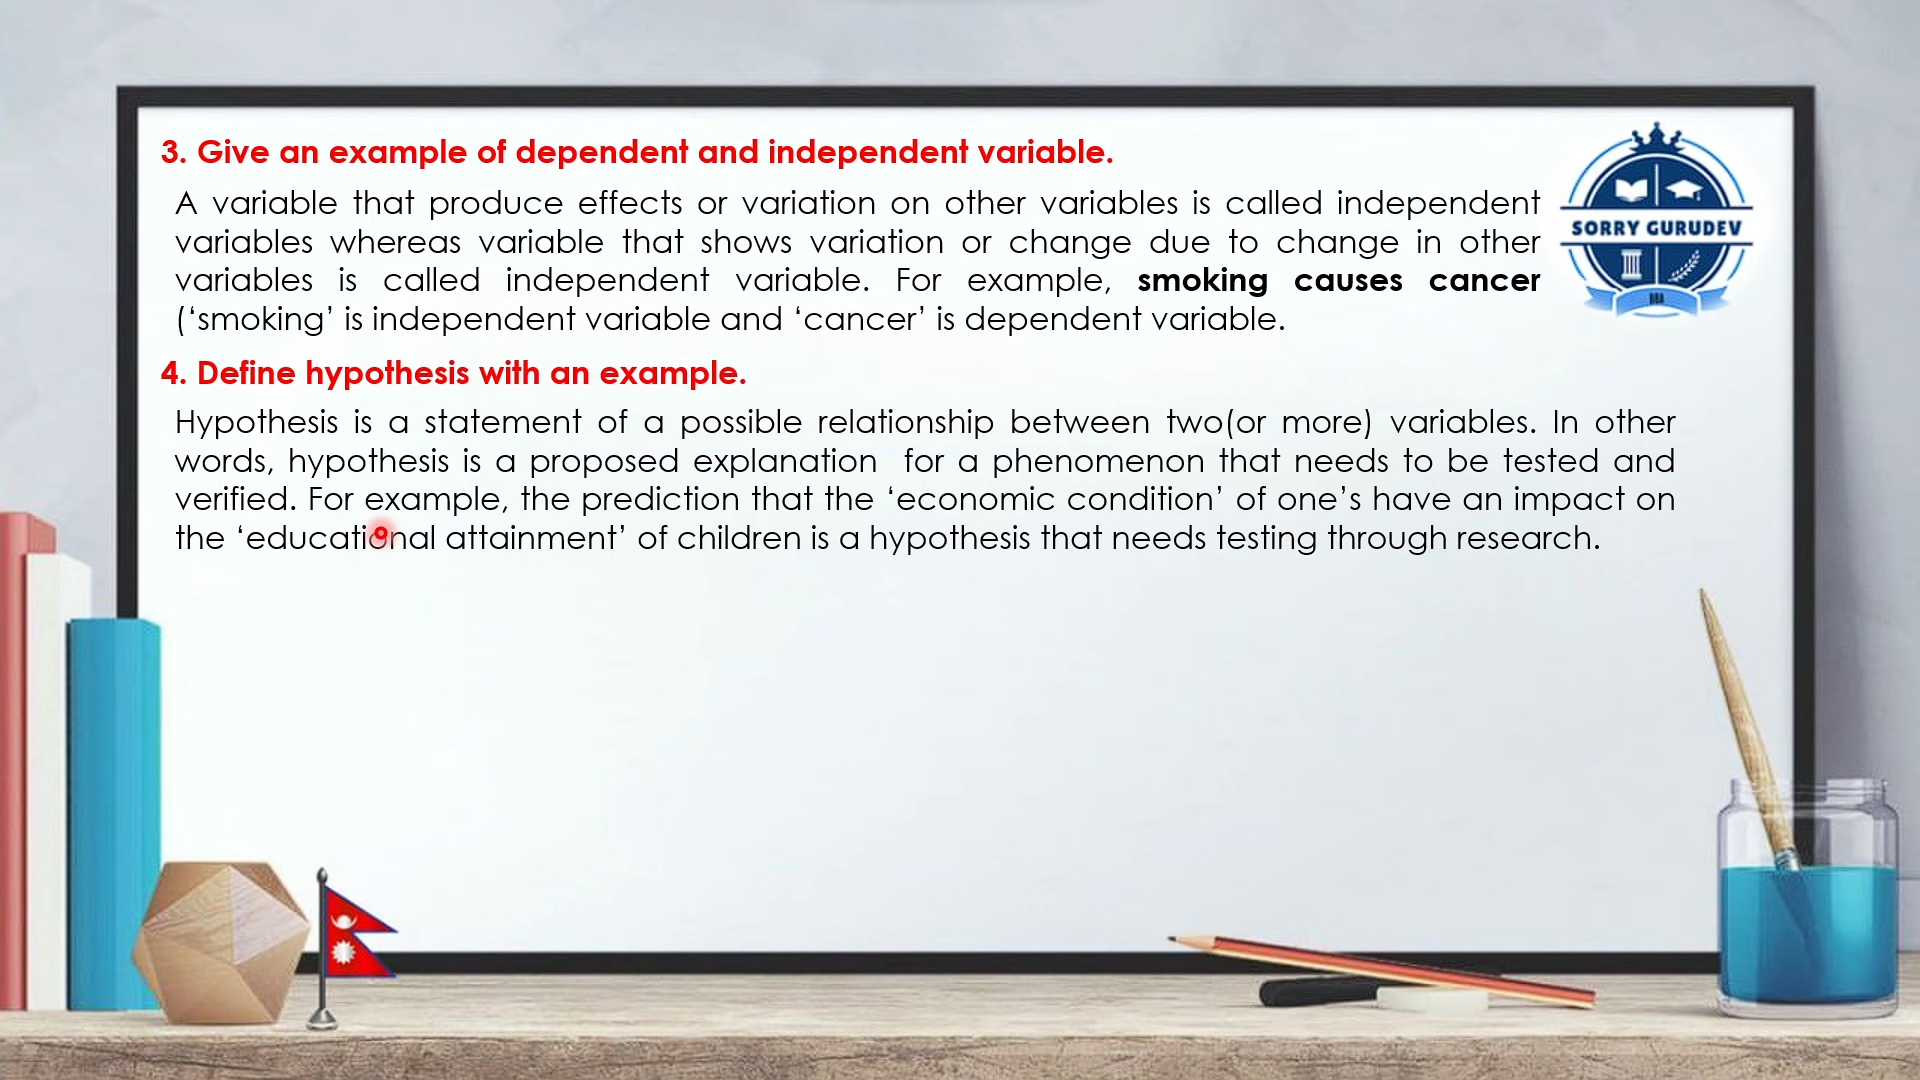 3. Give an example of dependent and independent variable.
A variable that produce effects or variation on other variables is called independent
variables whereas variable that shows variation or change due to change in other
variables is called independent variable. For example, smoking causes cancer
(‘smoking’ is independent variable and ‘cancer’ is dependent variable.
SORRY GURUDEV
BBA
4. Define hypothesis with an example.
Hypothesis is a statement of a possible relationship between two(or more) variables. In other
words, hypothesis is a proposed explanation for a phenomenon that needs to be tested and
verified. For example, the prediction that the ‘economic condition’ of one’s have an impact on
the ‘educational attainment’ of children is a hypothesis that needs testing through research.